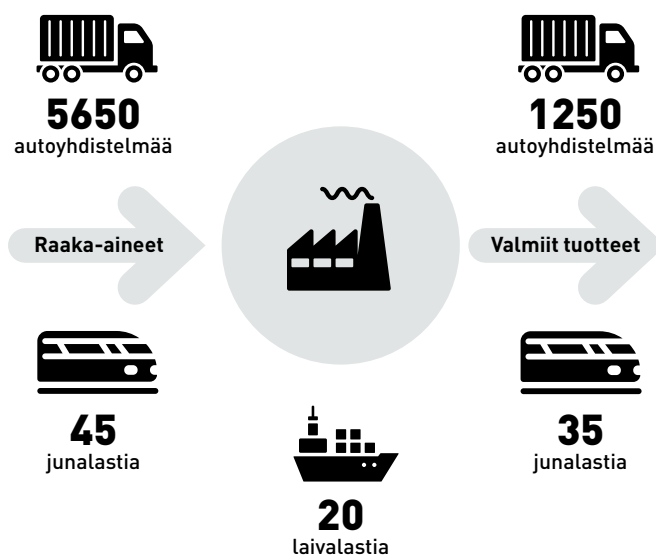 5650
autoyhdistelmää
1250
autoyhdistelmää
Raaka-aineet
Valmiit tuotteet
45
junalastia
35
junalastia
20
laivalastia